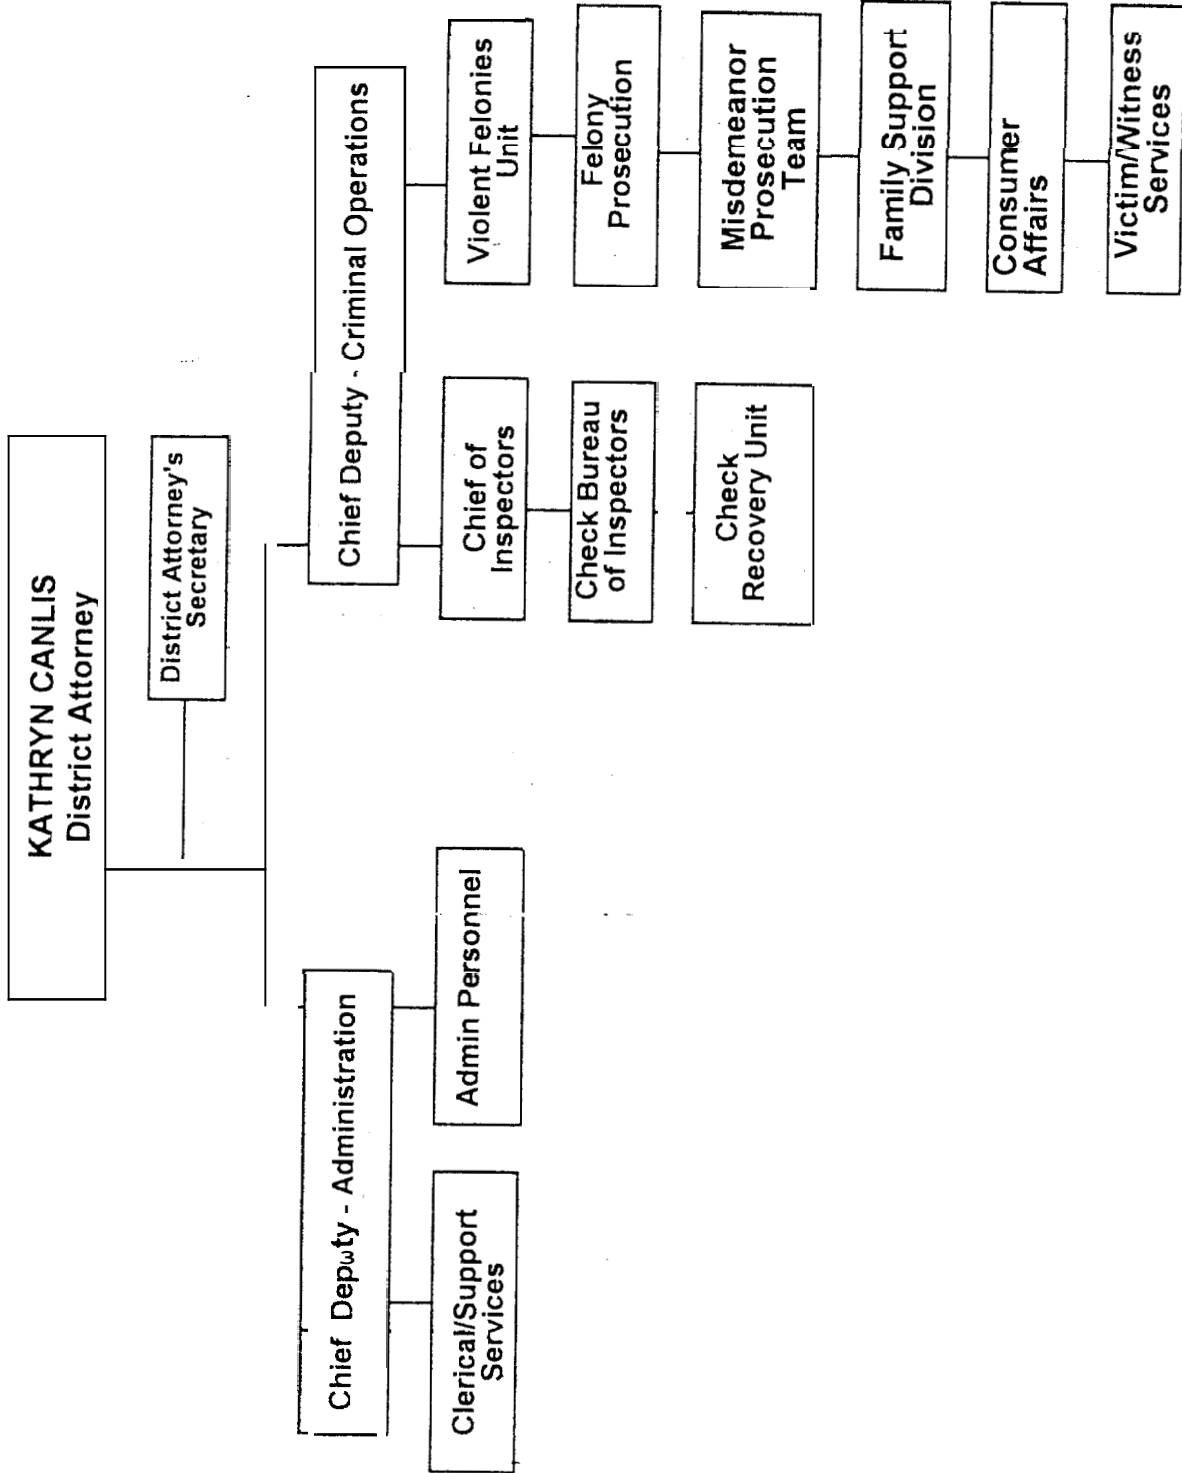 KATHRYN CANLIS
District Attorney
District Attorney's
Secretary
Chief Deputy - Administration
Chief Deputy - Criminal Operations
Clerical/Support
Services
Admin Personnel
Chief of
Inspectors
Check Bureau
of Inspectors
Check
Recovery Unit
Violent Felonies
Unit
Felony
Prosecution
Misdemeanor
Prosecution
Team
Family Support
Division
Consumer
Affairs
Victim/Witness
Services